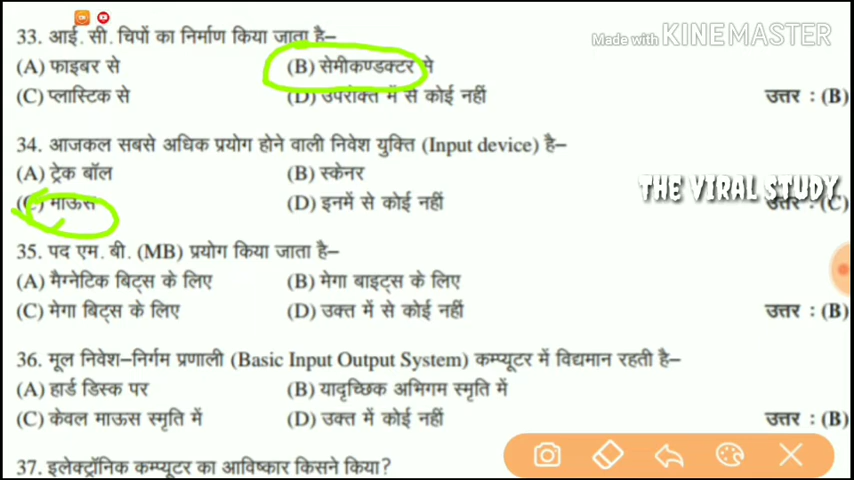 33. आई. सी. चिपों का निर्माण किया जाता है–
Made with KINEMASTER
(A) फाइबर से (B) सेमीकण्डक्टर से
(C) प्लास्टिक से (D) उपरोक्त में से कोई नहीं उत्तर : (B)
34. आजकल सबसे अधिक प्रयोग होने वाली निवेश युक्ति (Input device) है–
(A) ट्रेक बॉल (B) स्केनर
THE VIRAL STUDY
(C) माऊस (D) इनमें से कोई नहीं उत्तर : (C)
35. पद एम. बी. (MB) प्रयोग किया जाता है–
(A) मैग्नेटिक बिट्स के लिए (B) मेगा बाइट्स के लिए
(C) मेगा बिट्स के लिए (D) उक्त में से कोई नहीं उत्तर : (B)
36. मूल निवेश–निर्गम प्रणाली (Basic Input Output System) कम्प्यूटर में विद्यमान रहती है–
(A) हार्ड डिस्क पर (B) यादृच्छिक अभिगम स्मृति में
(C) केवल माऊस स्मृति में (D) उक्त में कोई नहीं उत्तर : (B)
37. इलेक्ट्रॉनिक कम्प्यूटर का आविष्कार किसने किया?